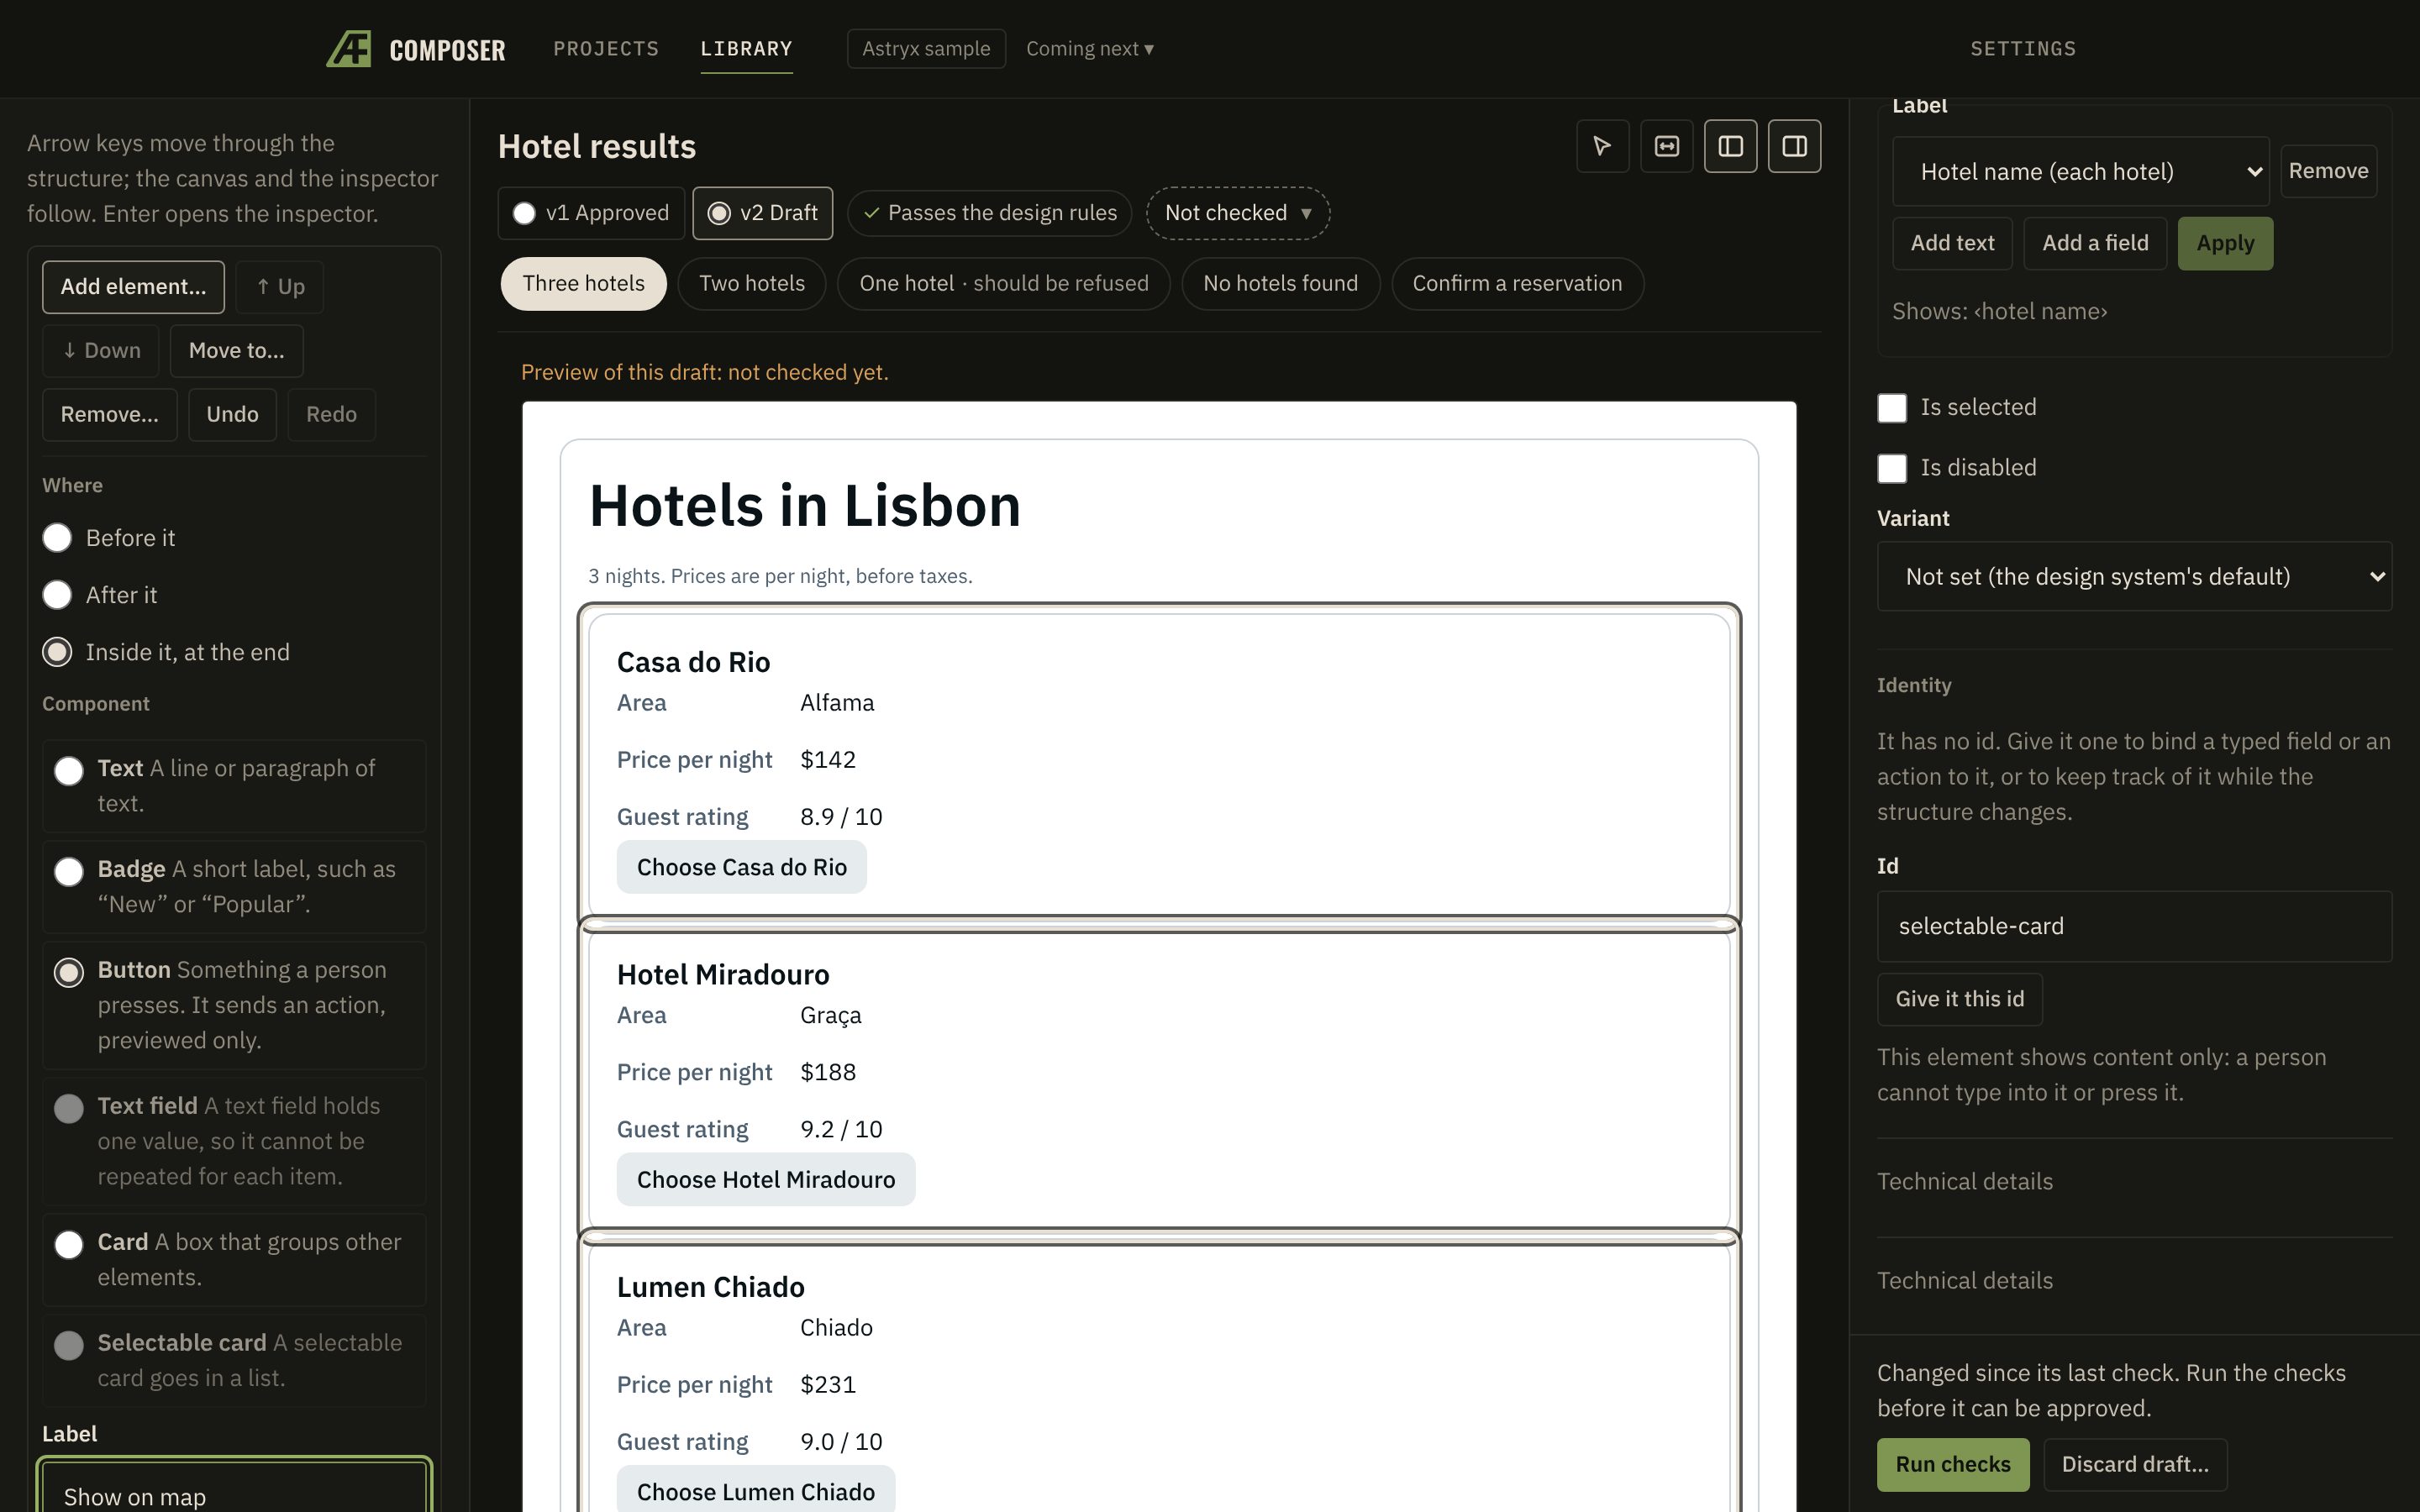 COMPOSER
PROJECTS
LIBRARY
Astryx sample
Coming next ▾
SETTINGS
Arrow keys move through the
structure; the canvas and the inspector
follow. Enter opens the inspector.
Add element...
↑ Up
↓ Down
Move to...
Remove...
Undo
Redo
Where
Before it
After it
Inside it, at the end
Component
Text A line or paragraph of
text.
Badge A short label, such as
“New” or “Popular”.
Button Something a person
presses. It sends an action,
previewed only.
Text field A text field holds
one value, so it cannot be
repeated for each item.
Card A box that groups other
elements.
Selectable card A selectable
card goes in a list.
Label
Show on map
Hotel results
v1 Approved
v2 Draft
✓ Passes the design rules
Not checked ▾
Three hotels
Two hotels
One hotel · should be refused
No hotels found
Confirm a reservation
Preview of this draft: not checked yet.
Hotels in Lisbon
3 nights. Prices are per night, before taxes.
Casa do Rio
Area Alfama
Price per night $142
Guest rating 8.9 / 10
Choose Casa do Rio
Hotel Miradouro
Area Graça
Price per night $188
Guest rating 9.2 / 10
Choose Hotel Miradouro
Lumen Chiado
Area Chiado
Price per night $231
Guest rating 9.0 / 10
Choose Lumen Chiado
Label
Hotel name (each hotel)
Remove
Add text
Add a field
Apply
Shows: ‹hotel name›
Is selected
Is disabled
Variant
Not set (the design system's default)
Identity
It has no id. Give it one to bind a typed field or an
action to it, or to keep track of it while the
structure changes.
Id
selectable-card
Give it this id
This element shows content only: a person
cannot type into it or press it.
Technical details
Technical details
Changed since its last check. Run the checks
before it can be approved.
Run checks
Discard draft...